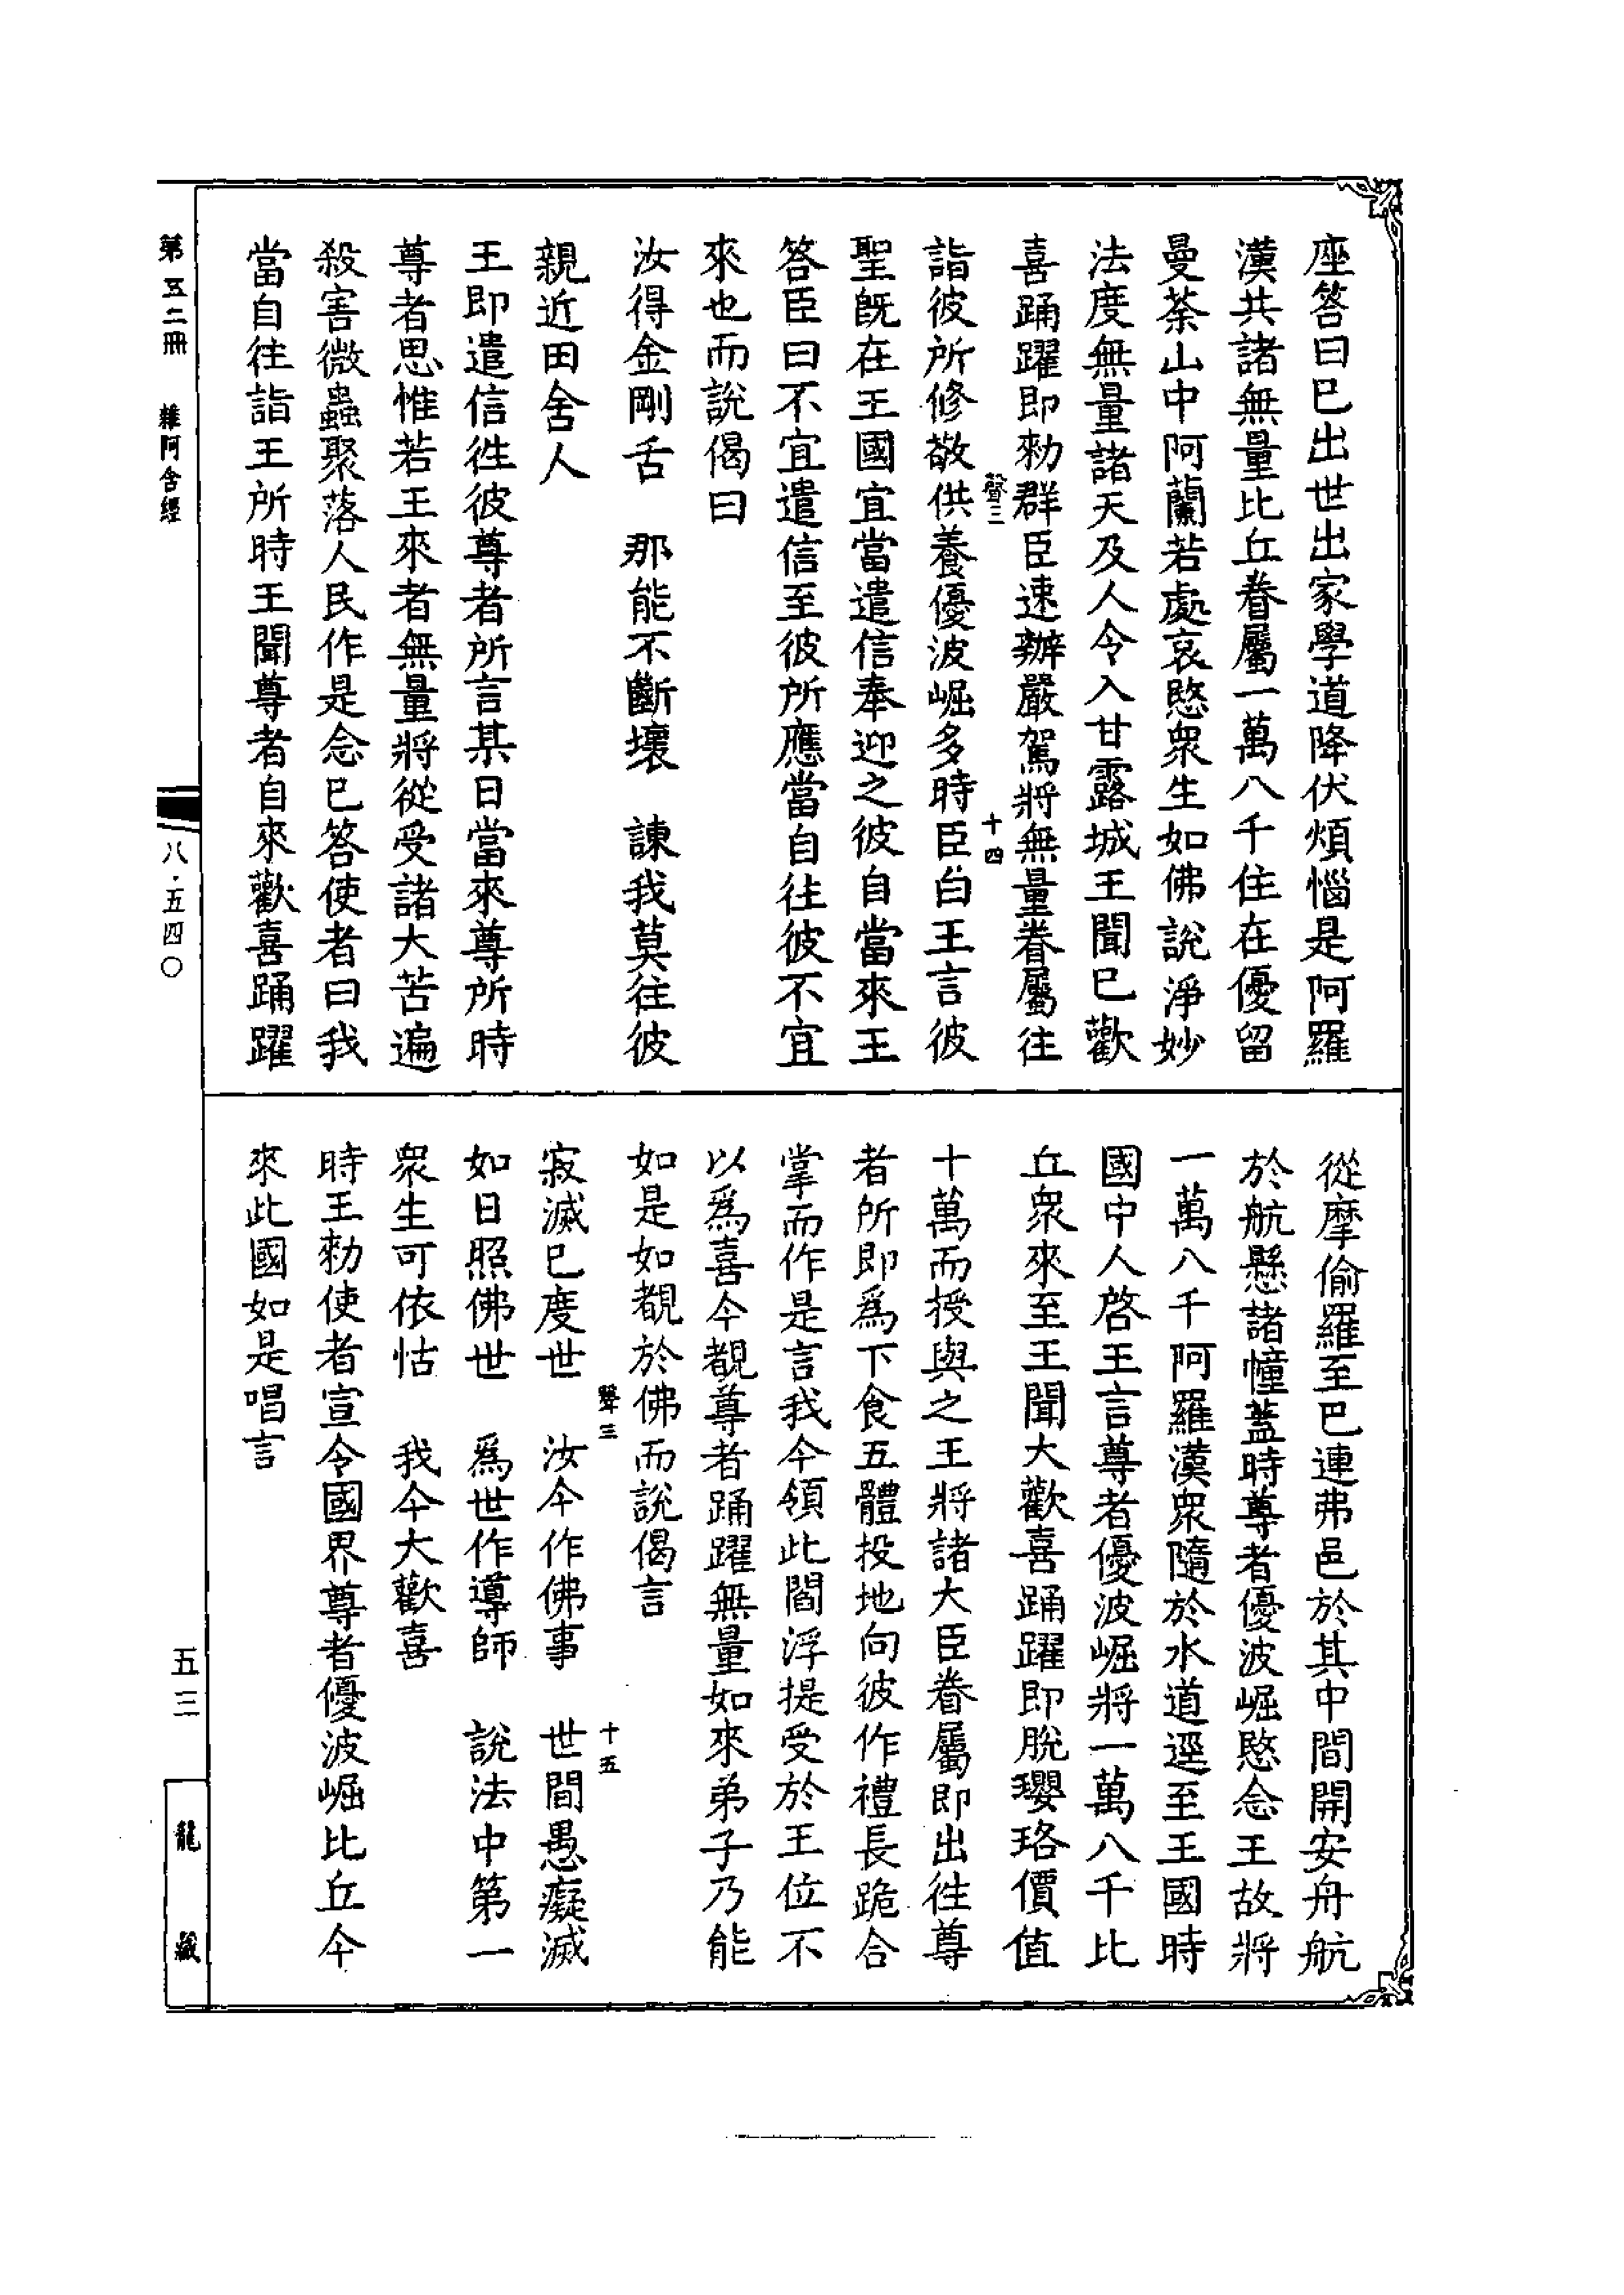 座答曰巳出世出家學道降伏煩惱是阿羅
漢共諸無量比丘眷屬一萬八千住在優留
曼荼山中阿蘭若處哀愍衆生如佛說淨妙
法度無量諸天及人令入甘露城王聞巳歡
喜踊躍即勑群臣速辦嚴駕將無量眷屬往
聲三 十四
詣彼所修敬供養優波崛多時臣白王言彼
聖旣在王國宜當遣信奉迎之彼自當來王
答臣曰不宜遣信至彼所應當自往彼不宜
來也而說偈曰
汝得金剛舌 那能不斷壞 諫我莫往彼
親近田舍人
王即遣信徃彼尊者所言某日當來尊所時
尊者思惟若王來者無量將從受諸大苦遍
殺害微蟲聚落人民作是念巳答使者曰我
當自往詣王所時王聞尊者自來歡喜踊躍
從摩偷羅至巴連弗邑於其中間開安舟航
於航懸諸幢蓋時尊者優波崛愍念王故將
一萬八千阿羅漢衆隨於水道逕至王國時
國中人啓王言尊者優波崛將一萬八千比
丘衆來至王聞大歡喜踊躍即脫瓔珞價值
十萬而授與之王將諸大臣眷屬即出徃尊
者所即爲下食五體投地向彼作禮長跪合
掌而作是言我今領此閻浮提受於王位不
以爲喜今覩尊者踊躍無量如來弟子乃能
如是如覩於佛而說偈言
聲三 十五
寂滅巳度世 汝今作佛事 世間愚癡滅
如日照佛世 爲世作導師 說法中第一
衆生可依怙 我今大歡喜
時王勑使者宣令國界尊者優波崛比丘今
來此國如是唱言
第五二冊 雜阿含經
八·五四〇
五三
龍藏